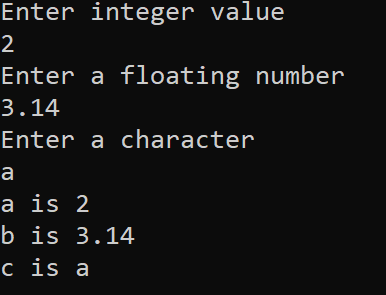 Enter integer value
2
Enter a floating number
3.14
Enter a character
a
a is 2
b is 3.14
c is a